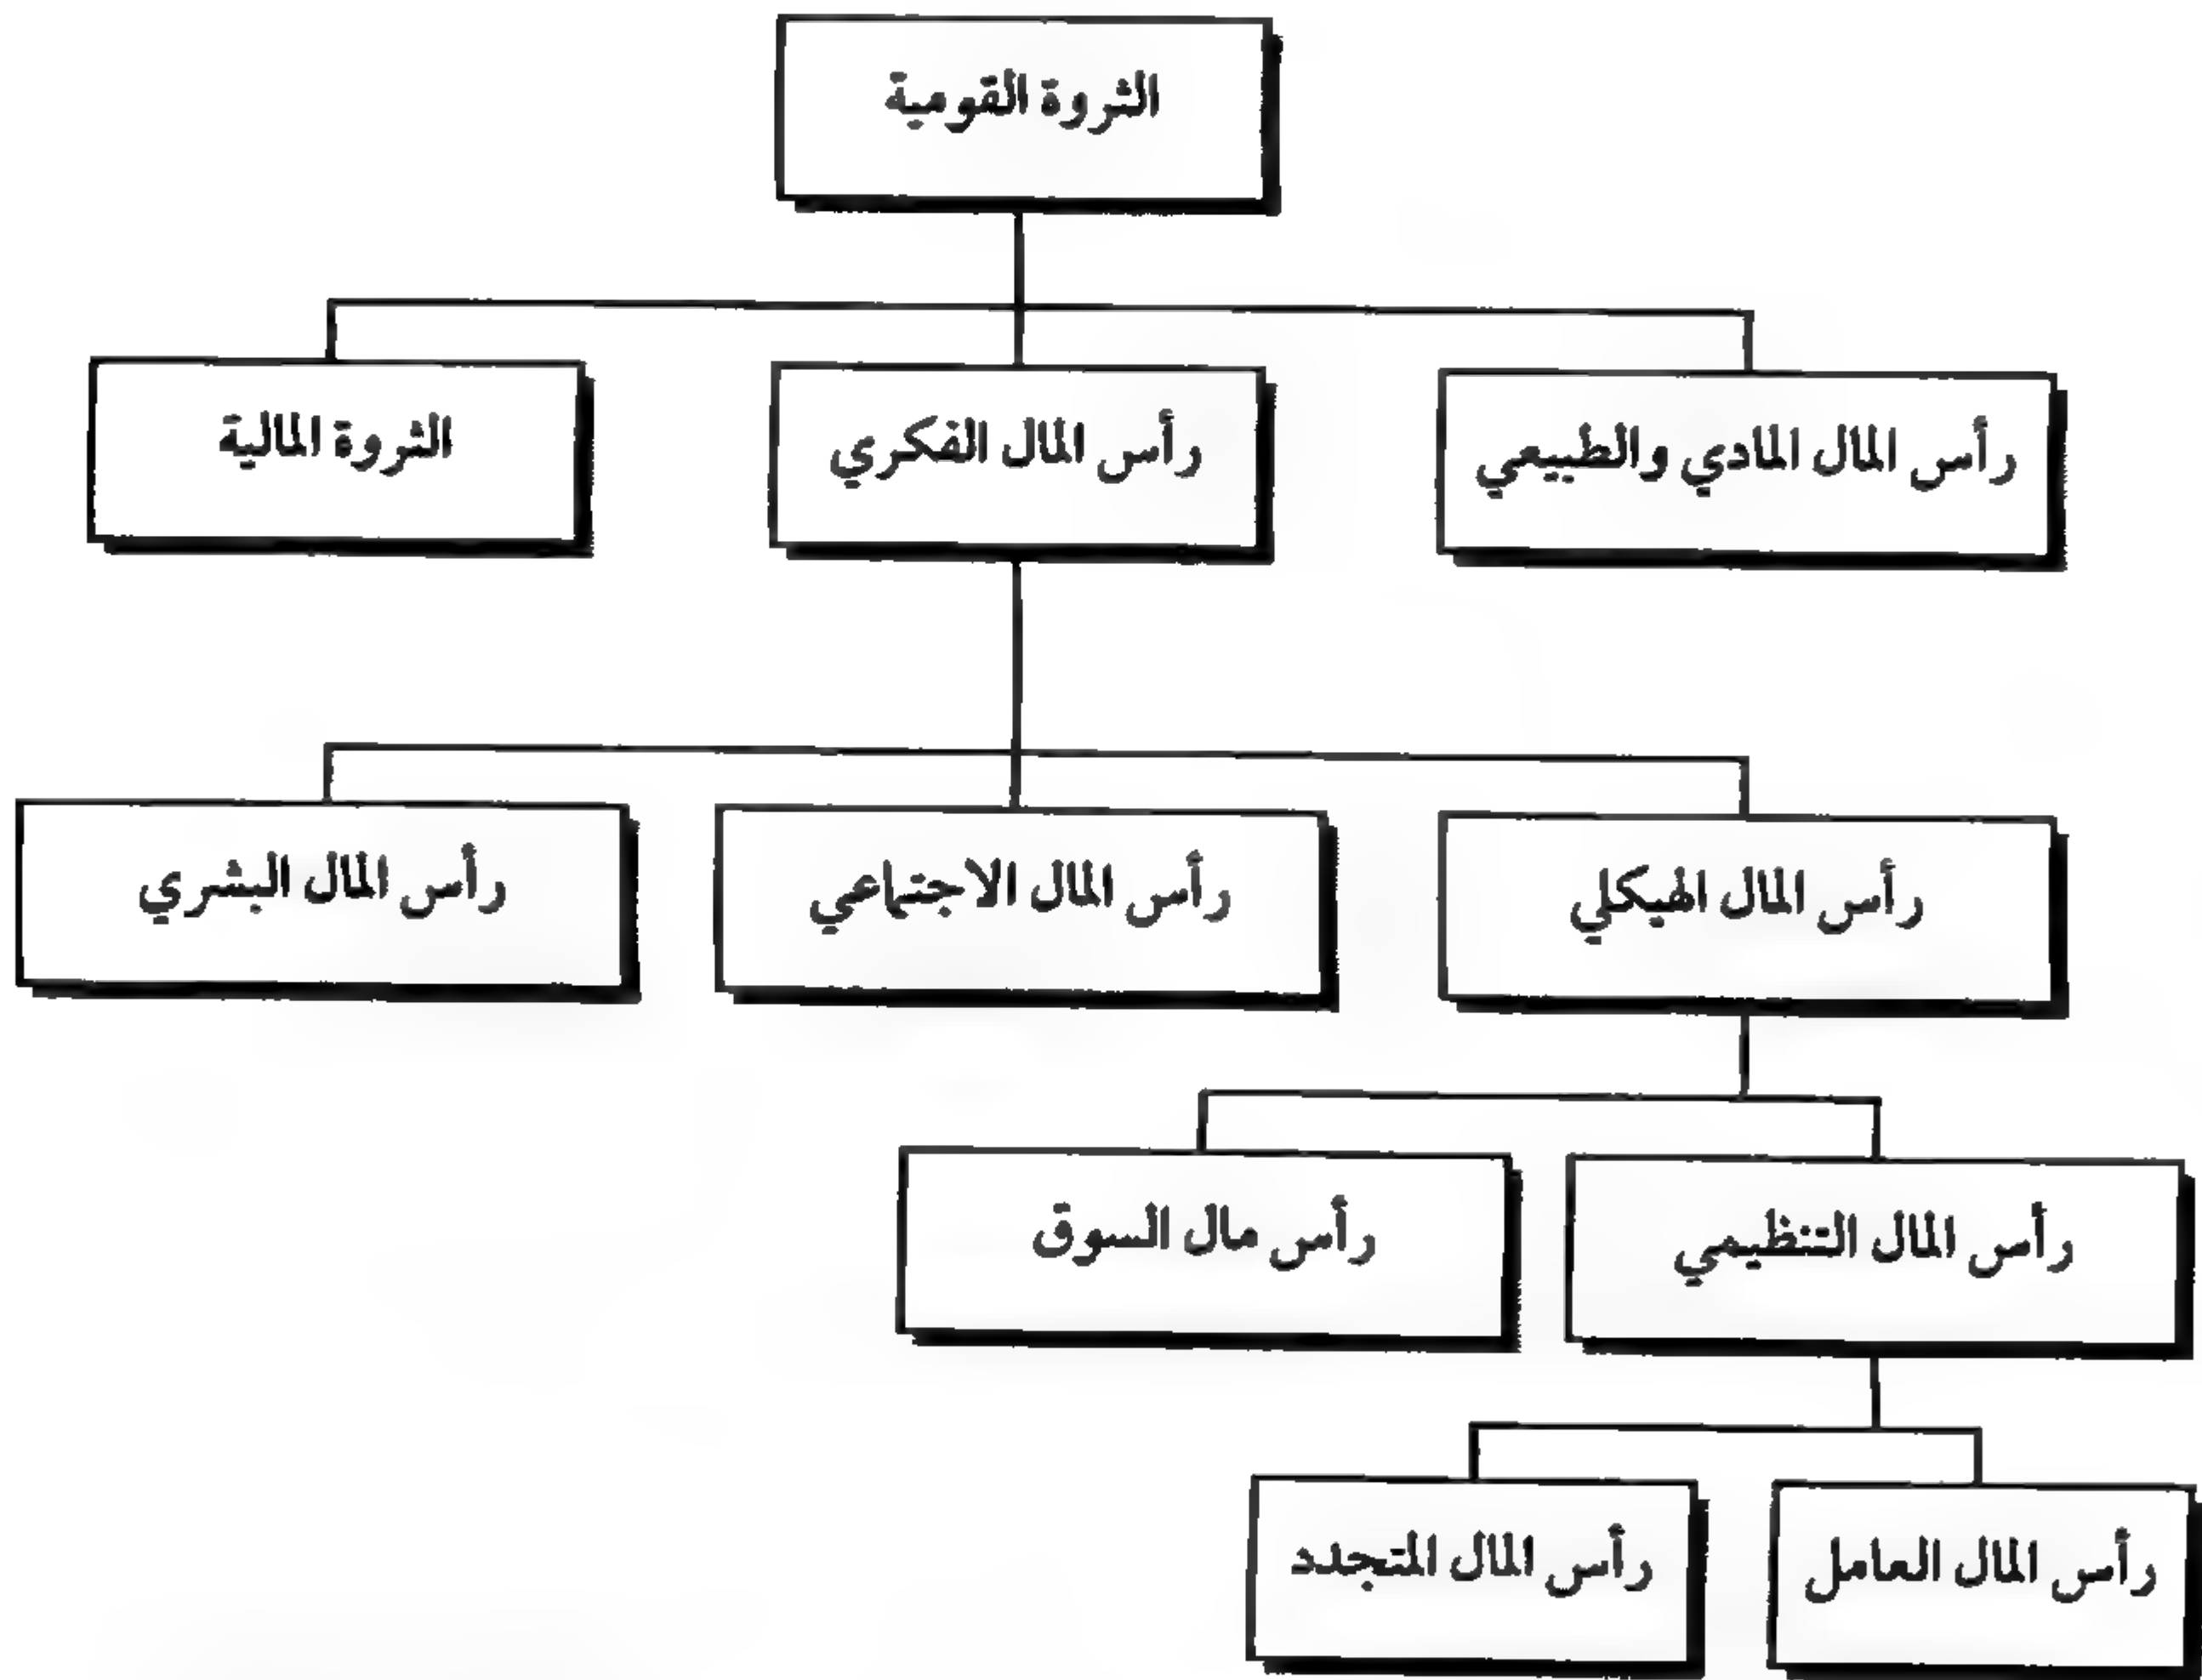 الثروة القومية
رأس المال المادي والطبيعي
رأس المال الفكري
الثروة المالية
رأس المال الهيكلي
رأس المال الاجتماعي
رأس المال البشري
رأس المال التنظيمي
رأس مال السوق
رأس المال العامل
رأس المال المتجدد